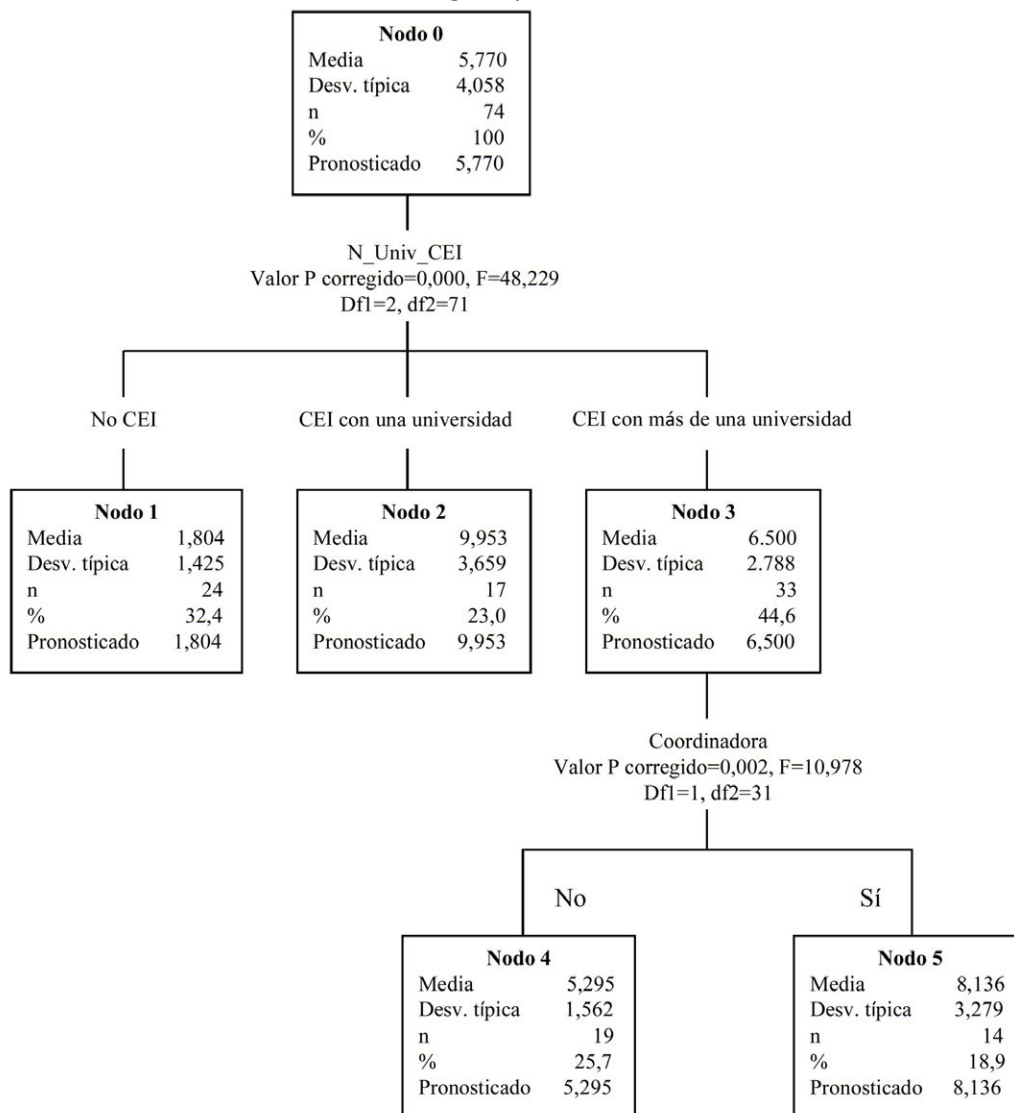 Nodo 0
Media 5,770
Desv. típica 4,058
n 74
% 100
Pronosticado 5,770
N_Univ_CEI
Valor P corregido=0,000, F=48,229
Df1=2, df2=71
No CEI
CEI con una universidad
CEI con más de una universidad
Nodo 1
Media 1,804
Desv. típica 1,425
n 24
% 32,4
Pronosticado 1,804
Nodo 2
Media 9,953
Desv. típica 3,659
n 17
% 23,0
Pronosticado 9,953
Nodo 3
Media 6.500
Desv. típica 2.788
n 33
% 44,6
Pronosticado 6,500
Coordinadora
Valor P corregido=0,002, F=10,978
Df1=1, df2=31
No
Sí
Nodo 4
Media 5,295
Desv. típica 1,562
n 19
% 25,7
Pronosticado 5,295
Nodo 5
Media 8,136
Desv. típica 3,279
n 14
% 18,9
Pronosticado 8,136